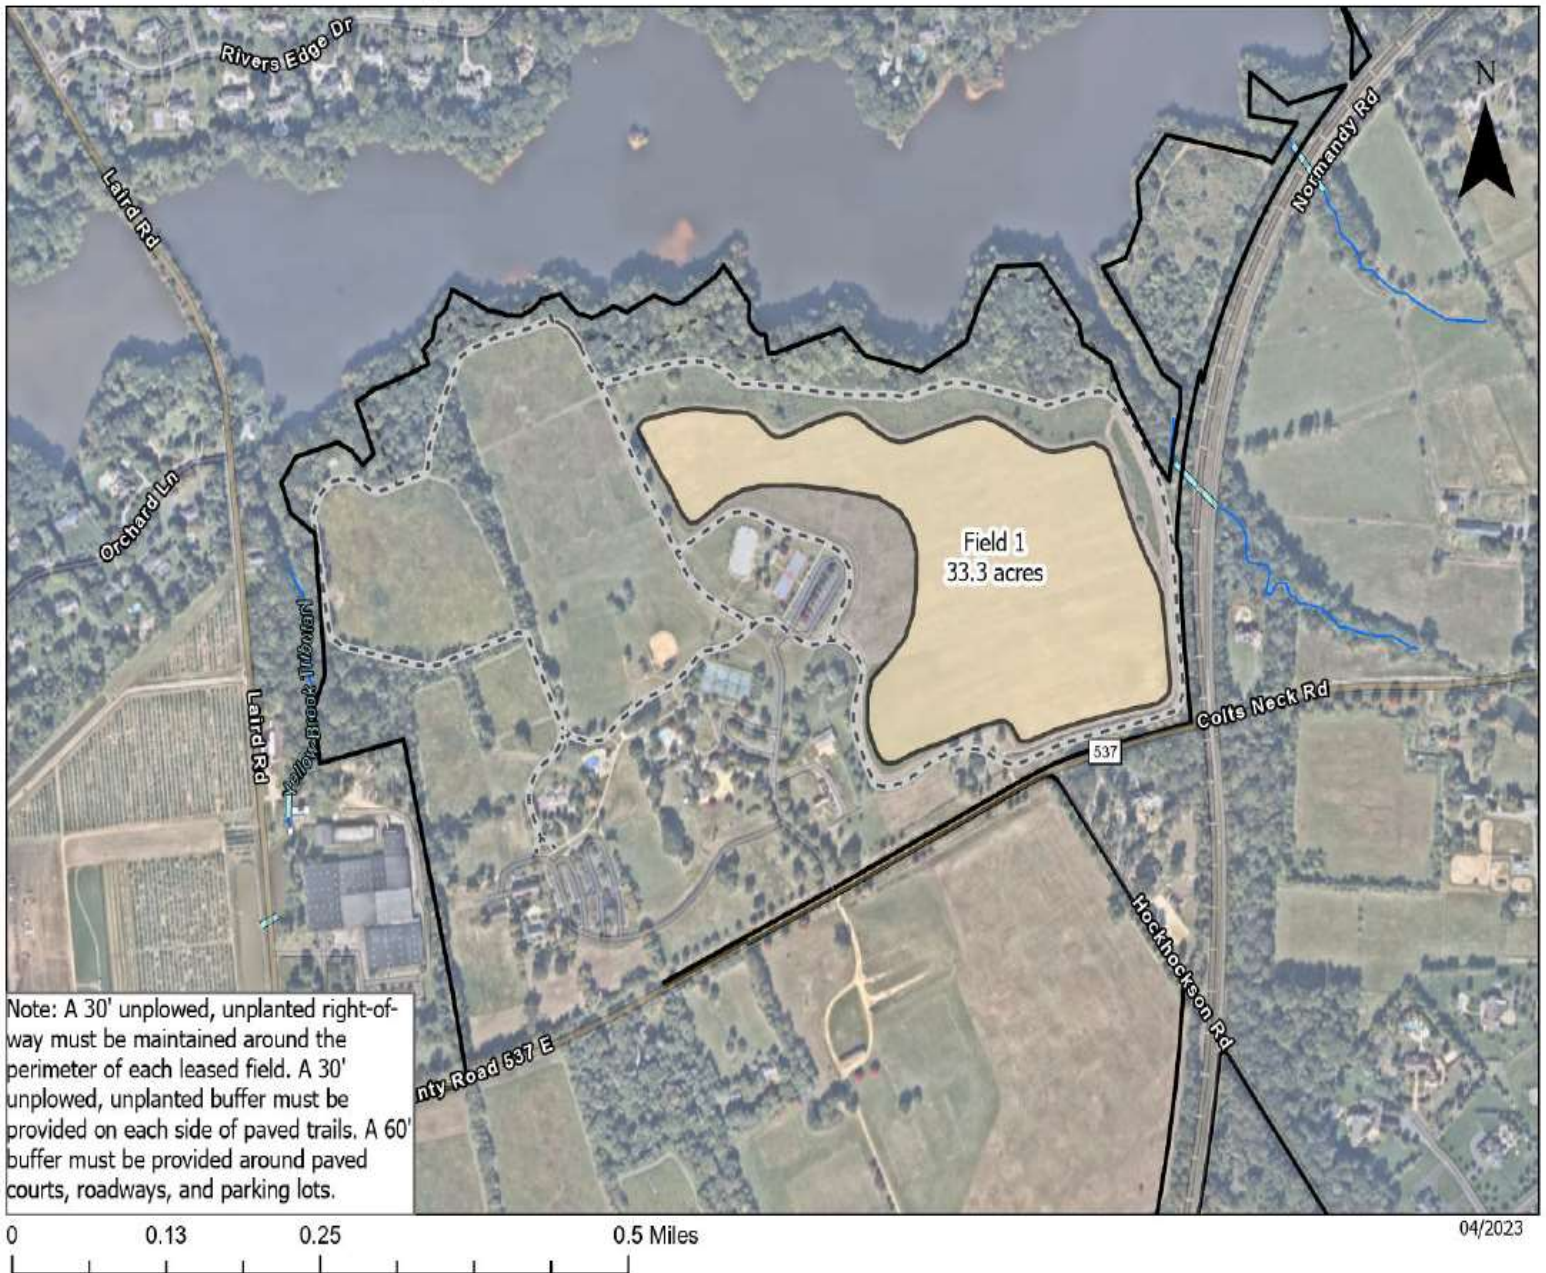 Rivers Edge Dr
N
Normandy Rd
Laird Rd
Orchard Ln
Field 1
33.3 acres
Yellow Brook Tributary
Laird Rd
Colts Neck Rd
537
Hockhockson Rd
nty Road 537 E
Note: A 30' unplowed, unplanted right-of-
way must be maintained around the
perimeter of each leased field. A 30'
unplowed, unplanted buffer must be
provided on each side of paved trails. A 60'
buffer must be provided around paved
courts, roadways, and parking lots.
0 0.13 0.25 0.5 Miles
04/2023